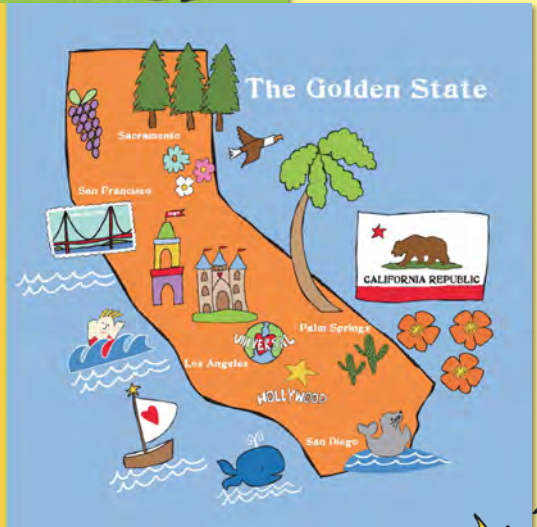 The Golden State
Sacramento
San Francisco
CALIFORNIA REPUBLIC
Palm Springs
UNIVERSAL
Los Angeles
HOLLYWOOD
San Diego